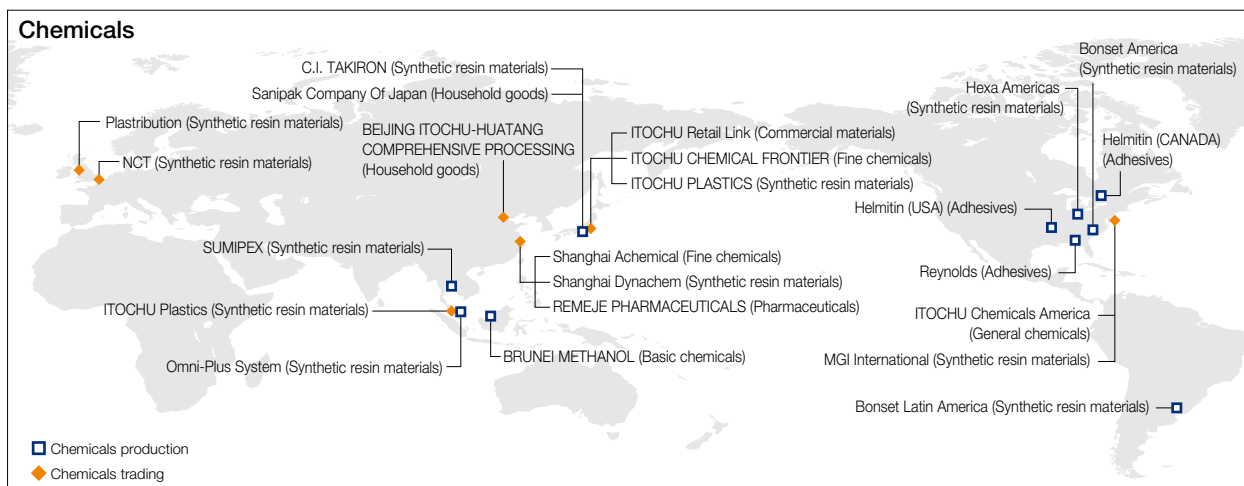 Chemicals
C.I. TAKIRON (Synthetic resin materials)
Sanipak Company Of Japan (Household goods)
Plastribution (Synthetic resin materials)
NCT (Synthetic resin materials)
BEIJING ITOCHU-HUATANG
COMPREHENSIVE PROCESSING
(Household goods)
ITOCHU Retail Link (Commercial materials)
ITOCHU CHEMICAL FRONTIER (Fine chemicals)
ITOCHU PLASTICS (Synthetic resin materials)
Bonset America
(Synthetic resin materials)
Hexa Americas
(Synthetic resin materials)
Helmitin (CANADA)
(Adhesives)
Helmitin (USA) (Adhesives)
SUMIPEX (Synthetic resin materials)
Shanghai Achemical (Fine chemicals)
Shanghai Dynachem (Synthetic resin materials)
REMEJE PHARMACEUTICALS (Pharmaceuticals)
Reynolds (Adhesives)
ITOCHU Plastics (Synthetic resin materials)
ITOCHU Chemicals America
(General chemicals)
Omni-Plus System (Synthetic resin materials)
BRUNEI METHANOL (Basic chemicals)
MGI International (Synthetic resin materials)
Bonset Latin America (Synthetic resin materials)
Chemicals production
Chemicals trading